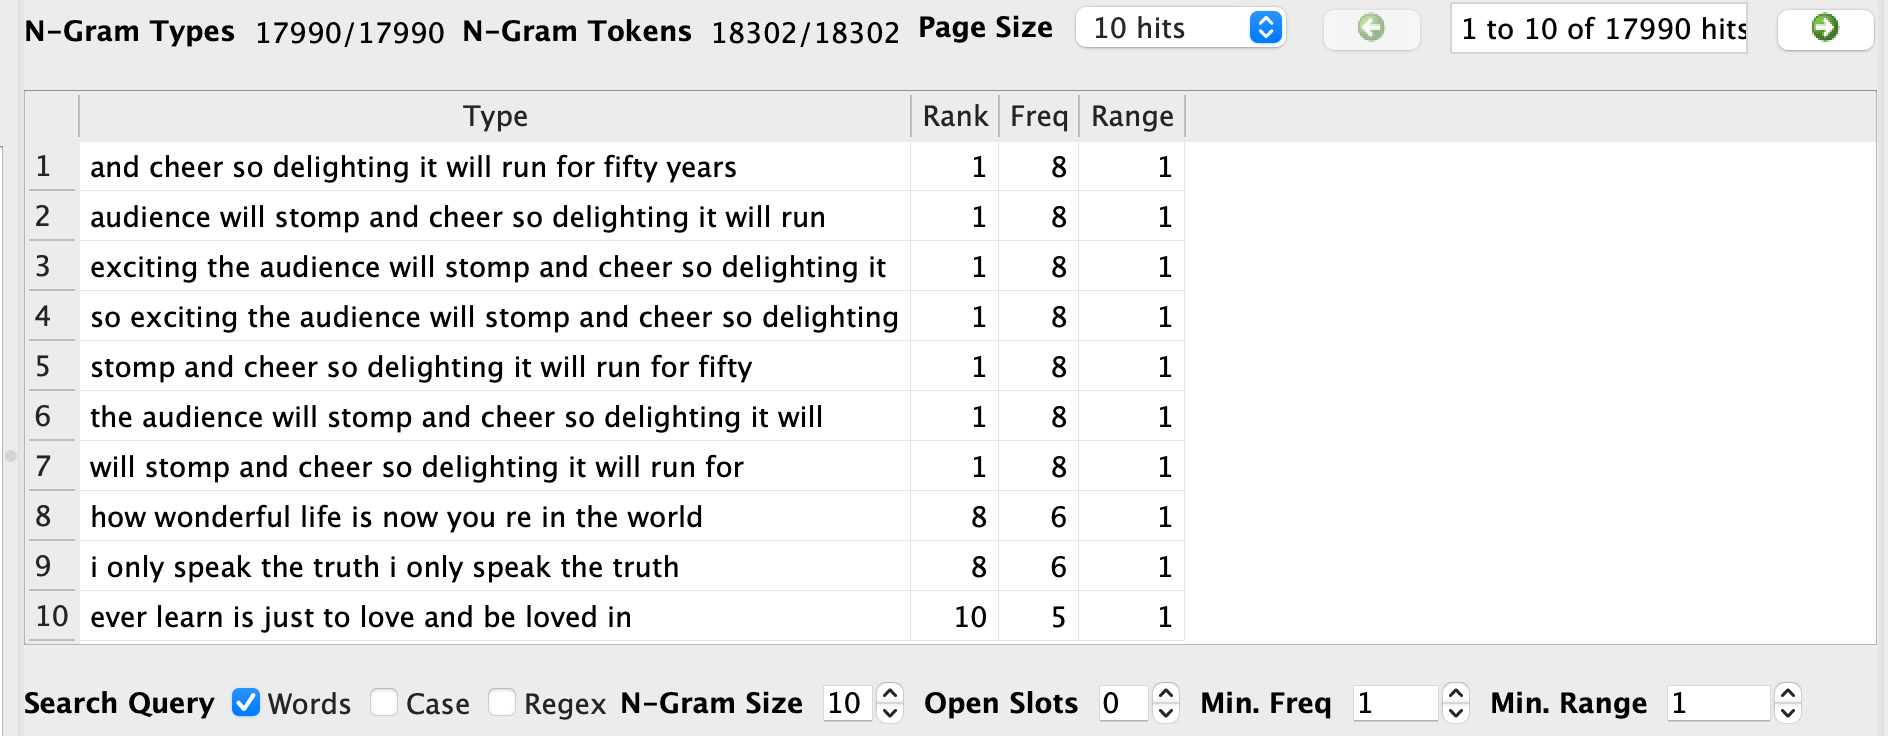 N-Gram Types 17990/17990 N-Gram Tokens 18302/18302 Page Size 10 hits 1 to 10 of 17990 hits
Type Rank Freq Range
1 and cheer so delighting it will run for fifty years 1 8 1
2 audience will stomp and cheer so delighting it will run 1 8 1
3 exciting the audience will stomp and cheer so delighting it 1 8 1
4 so exciting the audience will stomp and cheer so delighting 1 8 1
5 stomp and cheer so delighting it will run for fifty 1 8 1
6 the audience will stomp and cheer so delighting it will 1 8 1
7 will stomp and cheer so delighting it will run for 1 8 1
8 how wonderful life is now you re in the world 8 6 1
9 i only speak the truth i only speak the truth 8 6 1
10 ever learn is just to love and be loved in 10 5 1
Search Query Words Case Regex N-Gram Size 10 Open Slots 0 Min. Freq 1 Min. Range 1